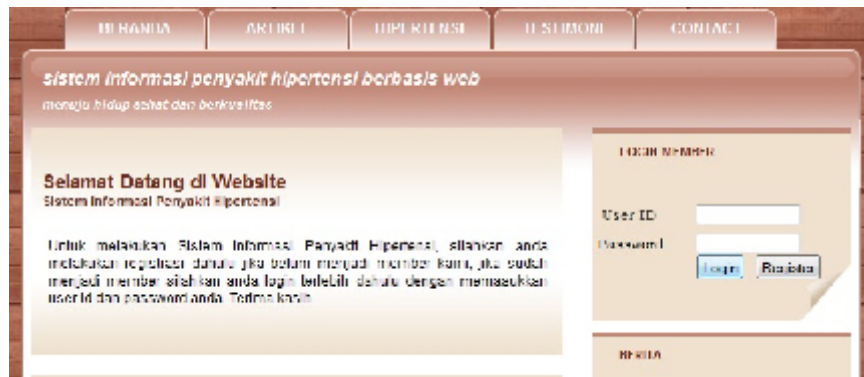 BERANDA
ARTIKEL
HIPERTENSI
TESTIMONI
CONTACT
sistem informasi penyakit hipertensi berbasis web
menuju hidup sehat dan berkualitas
Selamat Datang di Website
Sistem Informasi Penyakit Hipertensi
Untuk melakukan Sistem Informasi Penyakit Hipertensi, silahkan anda
melakukan registrasi dahulu jika belum menjadi member kami, jika sudah
menjadi member silahkan anda login terlebih dahulu dengan memasukkan
user id dan password anda. Terima kasih
LOGIN MEMBER
User ID
Password
Login
Register
BERITA